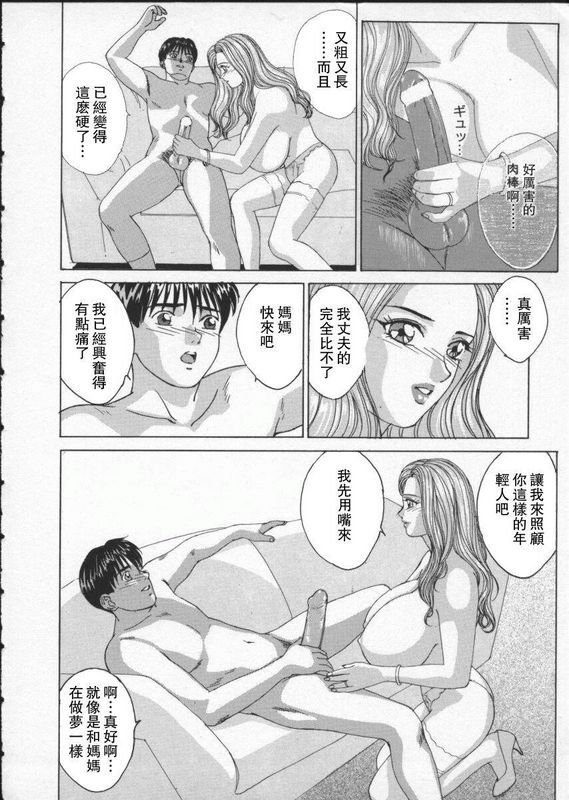 好厲害的
肉棒啊……
ギュッ…
又粗又長
……而且
已經變得
這麽硬了…
真厲害
……
我丈夫的
完全比不了
媽媽
快來吧
我已經興奮得
有點痛了
讓我來照顧
你這樣的年
輕人吧
我先用嘴來
啊…真好啊…
就像是和媽媽
在做夢一樣